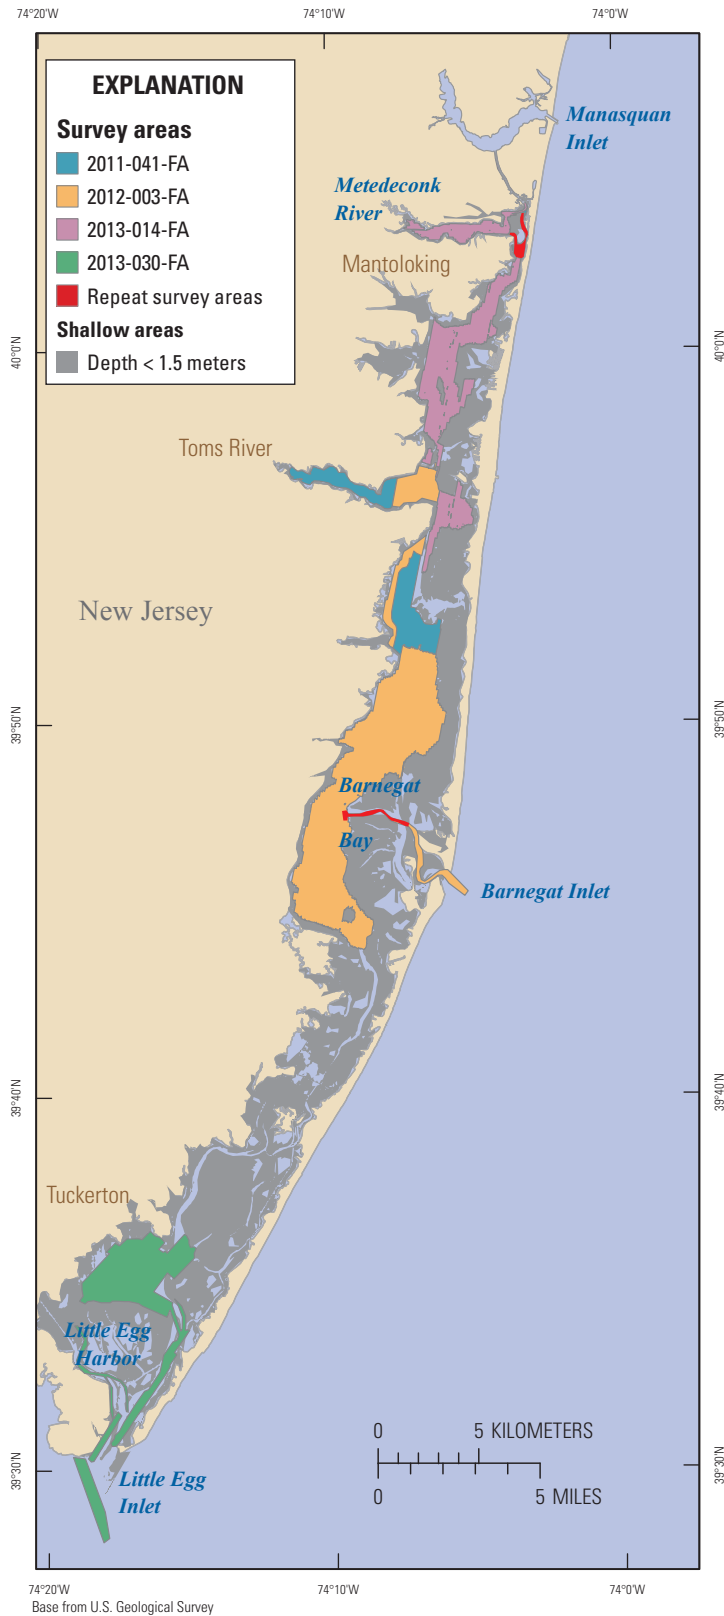 74°20'W 74°10'W 74°0'W
EXPLANATION
Survey areas
2011-041-FA
2012-003-FA
2013-014-FA
2013-030-FA
Repeat survey areas
Shallow areas
Depth < 1.5 meters
Manasquan
Inlet
Metedeconk
River
Mantoloking
40°0'N 40°0'N
Toms River
New Jersey
39°50'N 39°50'N
Barnegat
Bay
Barnegat Inlet
39°40'N 39°40'N
Tuckerton
Little Egg
Harbor
0 5 KILOMETERS
0 5 MILES
39°30'N 39°30'N
Little Egg
Inlet
74°20'W 74°10'W 74°0'W
Base from U.S. Geological Survey